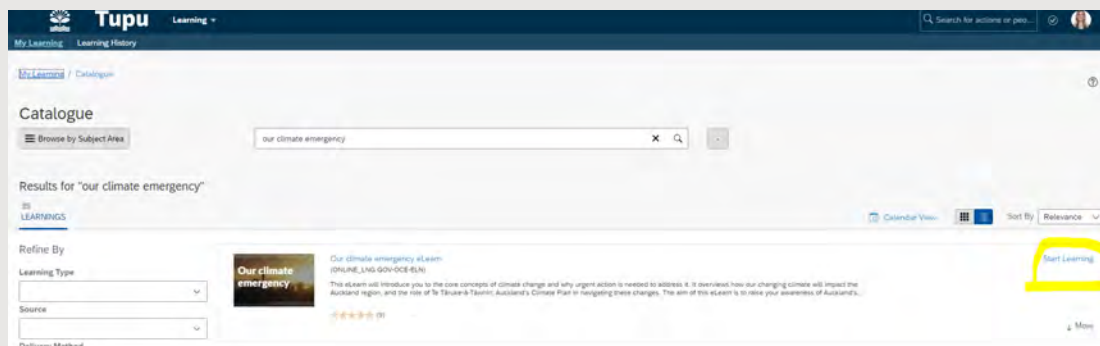 Tupu
Learning
Search for actions or peo...
My Learning
Learning History
My Learning / Catalogue
Catalogue
Browse by Subject Area
our climate emergency
Results for "our climate emergency"
LEARNINGS
Calendar View
Sort By
Relevance
Refine By
Learning Type
Source
Delivery Method
Our climate
emergency
Our climate emergency eLearn
(ONLINE_LNG GOV-OCE-ELN)
This eLearn will introduce you to the core concepts of climate change and why urgent action is needed to address it. It overviews how our changing climate will impact the
Auckland region, and the role of Te Tāruke-ā-Tāwhiri: Auckland's Climate Plan in navigating these changes. The aim of this eLearn is to raise your awareness of Auckland's...
Start Learning
More